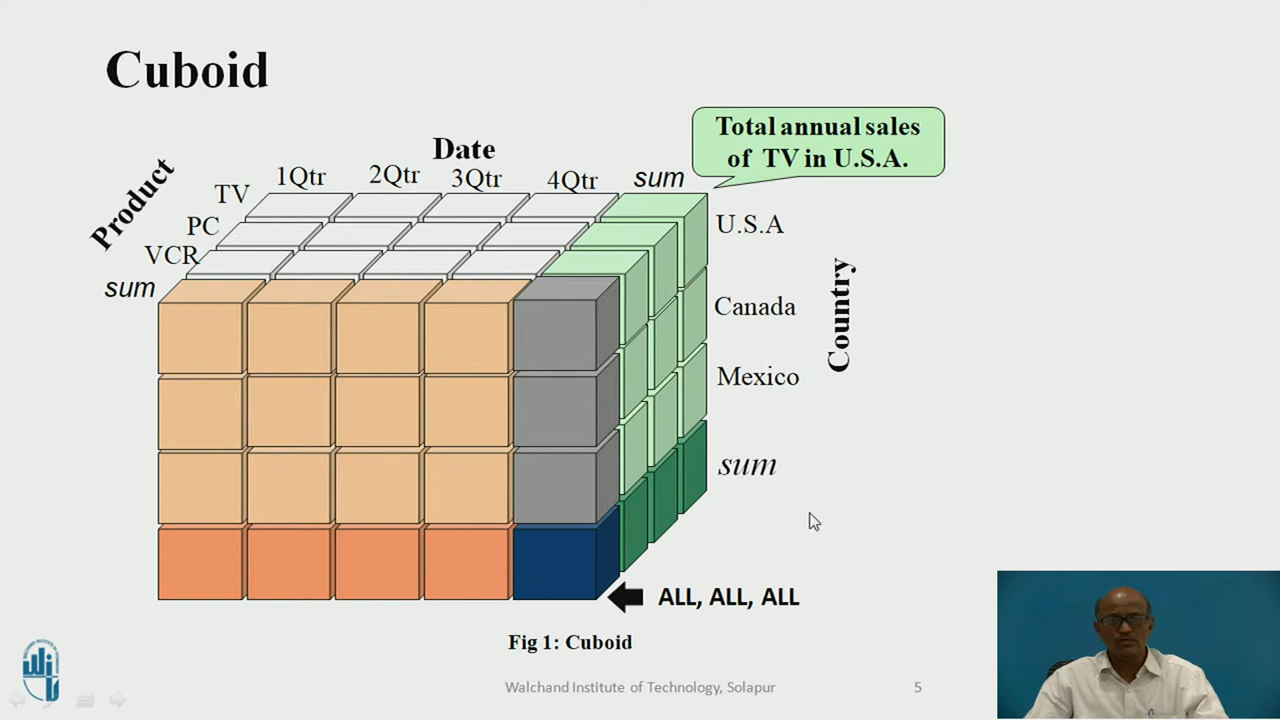 Cuboid
Total annual sales
of TV in U.S.A.
Date
Product
1Qtr
2Qtr
3Qtr
4Qtr
sum
TV
PC
VCR
sum
U.S.A
Canada
Mexico
sum
Country
ALL, ALL, ALL
Fig 1: Cuboid
Walchand Institute of Technology, Solapur
5